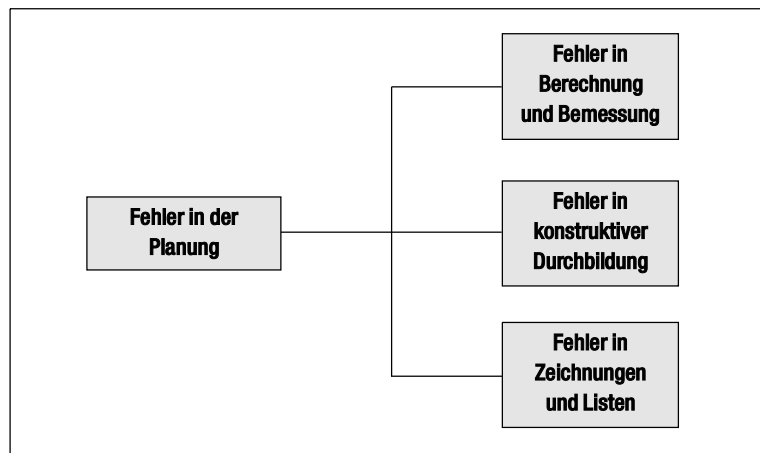 Fehler in der
Planung
Fehler in
Berechnung
und Bemessung
Fehler in
konstruktiver
Durchbildung
Fehler in
Zeichnungen
und Listen